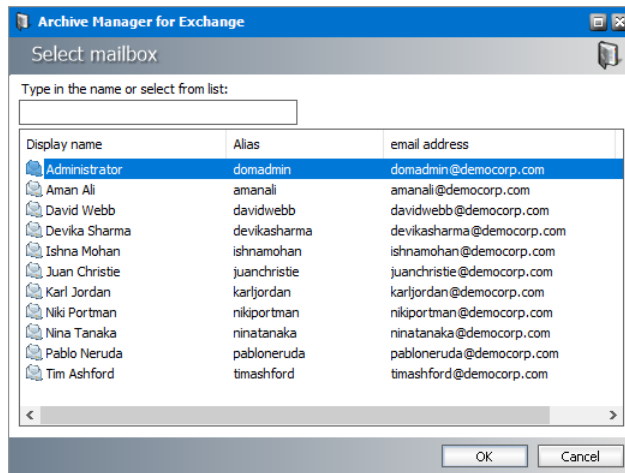 Archive Manager for Exchange
Select mailbox
Type in the name or select from list:
Display name Alias email address
Administrator domadmin domadmin@democorp.com
Aman Ali amanali amanali@democorp.com
David Webb davidwebb davidwebb@democorp.com
Devika Sharma devikasharma devikasharma@democorp.com
Ishna Mohan ishnamohan ishnamohan@democorp.com
Juan Christie juanchristie juanchristie@democorp.com
Karl Jordan karljordan karljordan@democorp.com
Niki Portman nikiportman nikiportman@democorp.com
Nina Tanaka ninatanaka ninatanaka@democorp.com
Pablo Neruda pabloneruda pabloneruda@democorp.com
Tim Ashford timashford timashford@democorp.com
OK Cancel